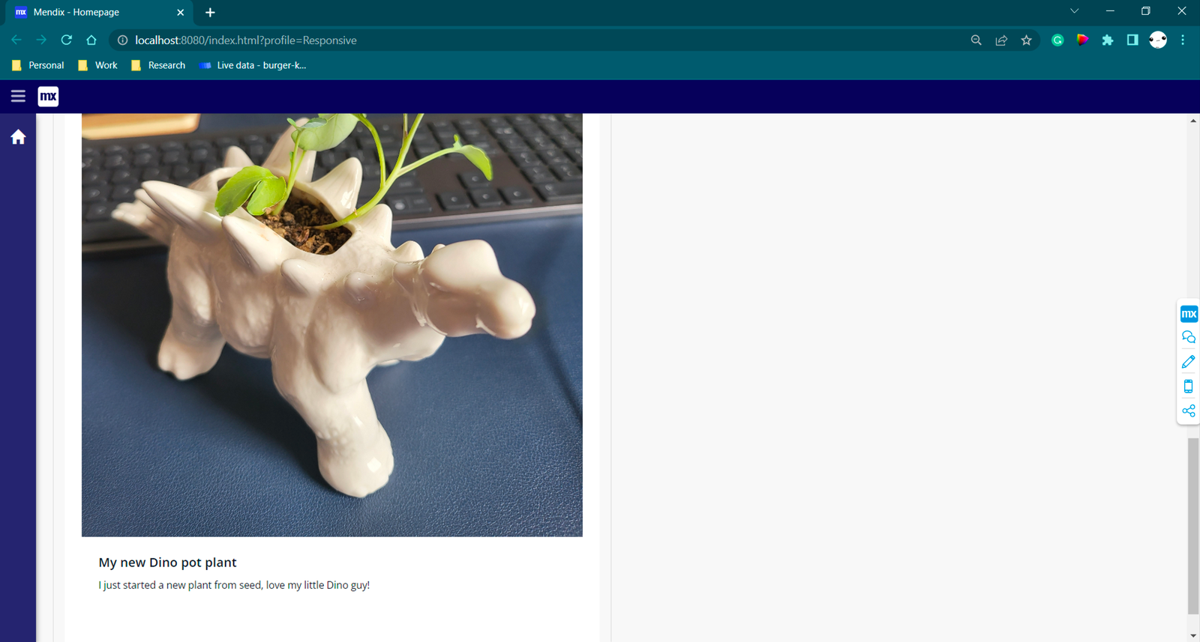 mx Mendix - Homepage
localhost:8080/index.html?profile=Responsive
Personal Work Research Live data - burger-k...
mx
mx
My new Dino pot plant
I just started a new plant from seed, love my little Dino guy!